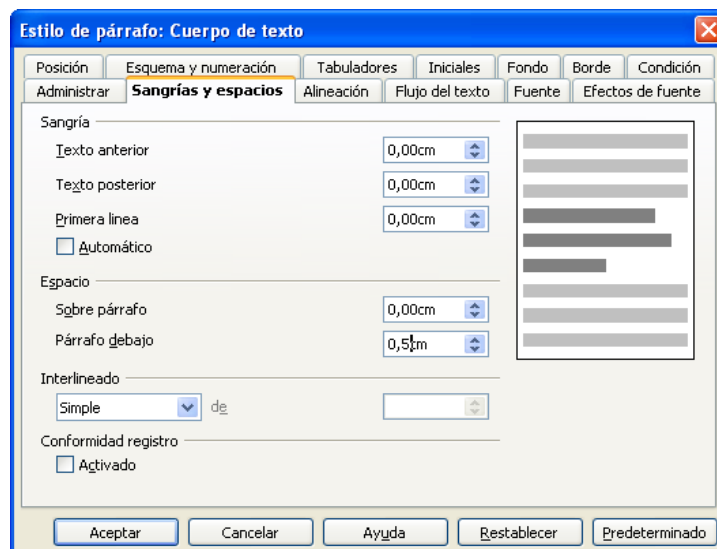 Estilo de párrafo: Cuerpo de texto
Posición Esquema y numeración Tabuladores Iniciales Fondo Borde Condición
Administrar Sangrías y espacios Alineación Flujo del texto Fuente Efectos de fuente
Sangría
Texto anterior 0,00cm
Texto posterior 0,00cm
Primera linea 0,00cm
Automático
Espacio
Sobre párrafo 0,00cm
Párrafo debajo 0,5cm
Interlineado
Simple de
Conformidad registro
Activado
Aceptar Cancelar Ayuda Restablecer Predeterminado